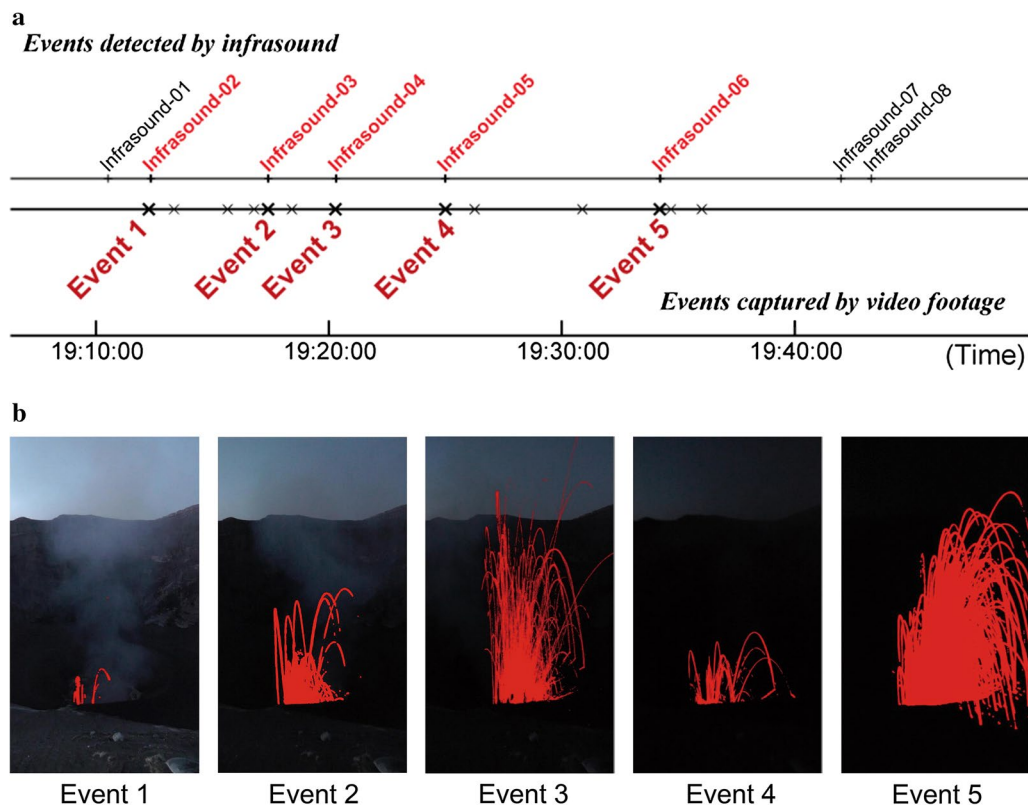 a
Events detected by infrasound
Infrasound-01
Infrasound-02
Infrasound-03
Infrasound-04
Infrasound-05
Infrasound-06
Infrasound-07
Infrasound-08
Event 1
Event 2
Event 3
Event 4
Event 5
Events captured by video footage
19:10:00 19:20:00 19:30:00 19:40:00 (Time)
b
Event 1 Event 2 Event 3 Event 4 Event 5